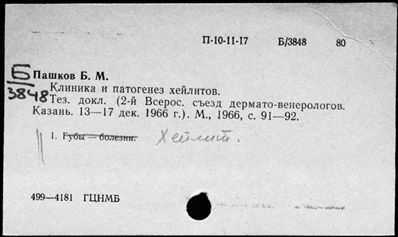 П-10-11-17 Б/3848 80
Б
3848
Пашков Б. М.
Клиника и патогенез хейлитов.
Тез. докл. (2-й Всерос. съезд дермато-венерологов.
Казань. 13—17 дек. 1966 г.). М., 1966, с. 91—92.
1. Губы — болезни. Хейлит.
499—4181 ГЦНМБ